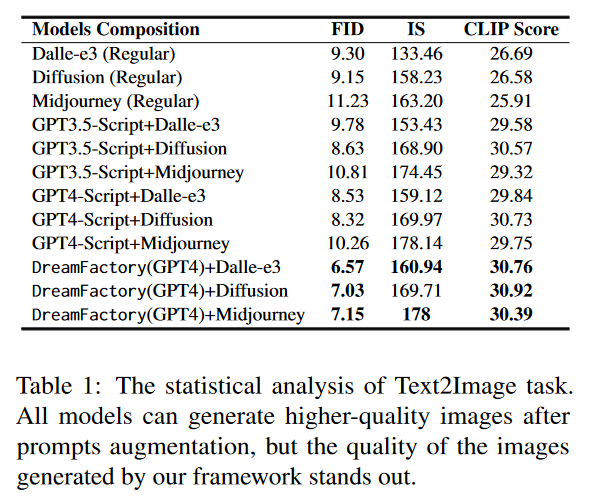 Models Composition FID IS CLIP Score
Dalle-e3 (Regular) 9.30 133.46 26.69
Diffusion (Regular) 9.15 158.23 26.58
Midjourney (Regular) 11.23 163.20 25.91
GPT3.5-Script+Dalle-e3 9.78 153.43 29.58
GPT3.5-Script+Diffusion 8.63 168.90 30.57
GPT3.5-Script+Midjourney 10.81 174.45 29.32
GPT4-Script+Dalle-e3 8.53 159.12 29.84
GPT4-Script+Diffusion 8.32 169.97 30.73
GPT4-Script+Midjourney 10.26 178.14 29.75
DreamFactory(GPT4)+Dalle-e3 6.57 160.94 30.76
DreamFactory(GPT4)+Diffusion 7.03 169.71 30.92
DreamFactory(GPT4)+Midjourney 7.15 178 30.39
Table 1: The statistical analysis of Text2Image task.
All models can generate higher-quality images after
prompts augmentation, but the quality of the images
generated by our framework stands out.